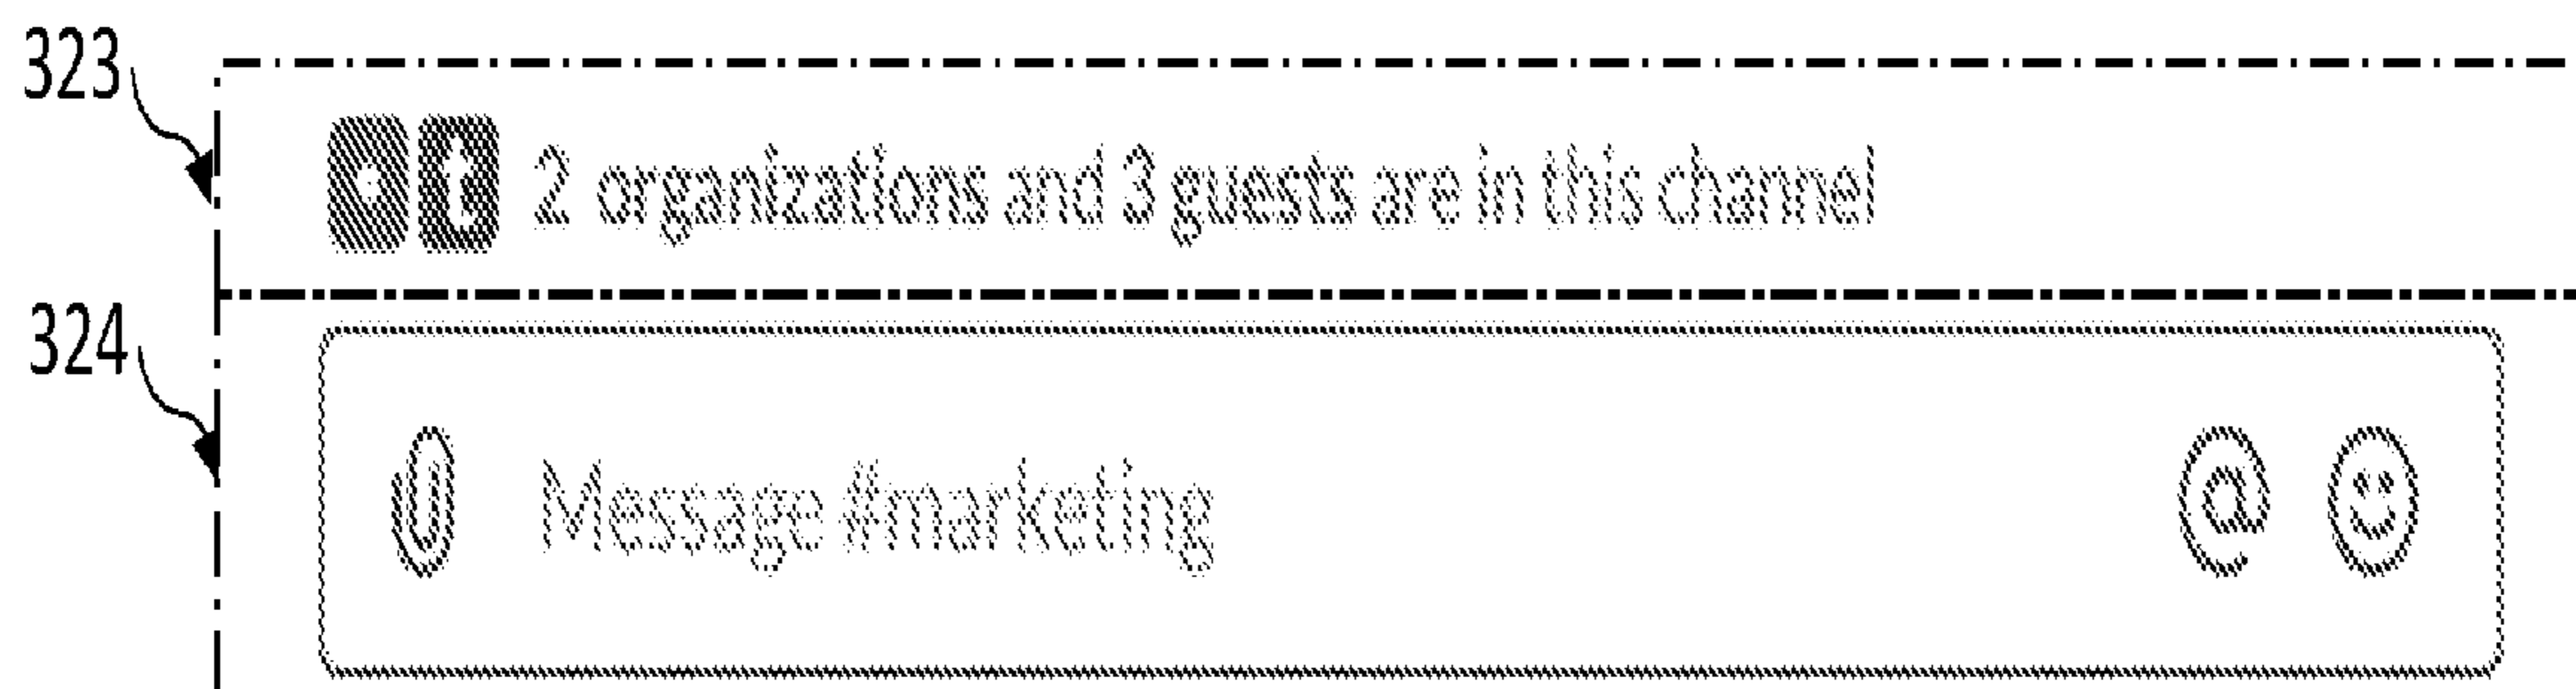 323
t 2 organizations and 3 guests are in this channel
324
Message #marketing @